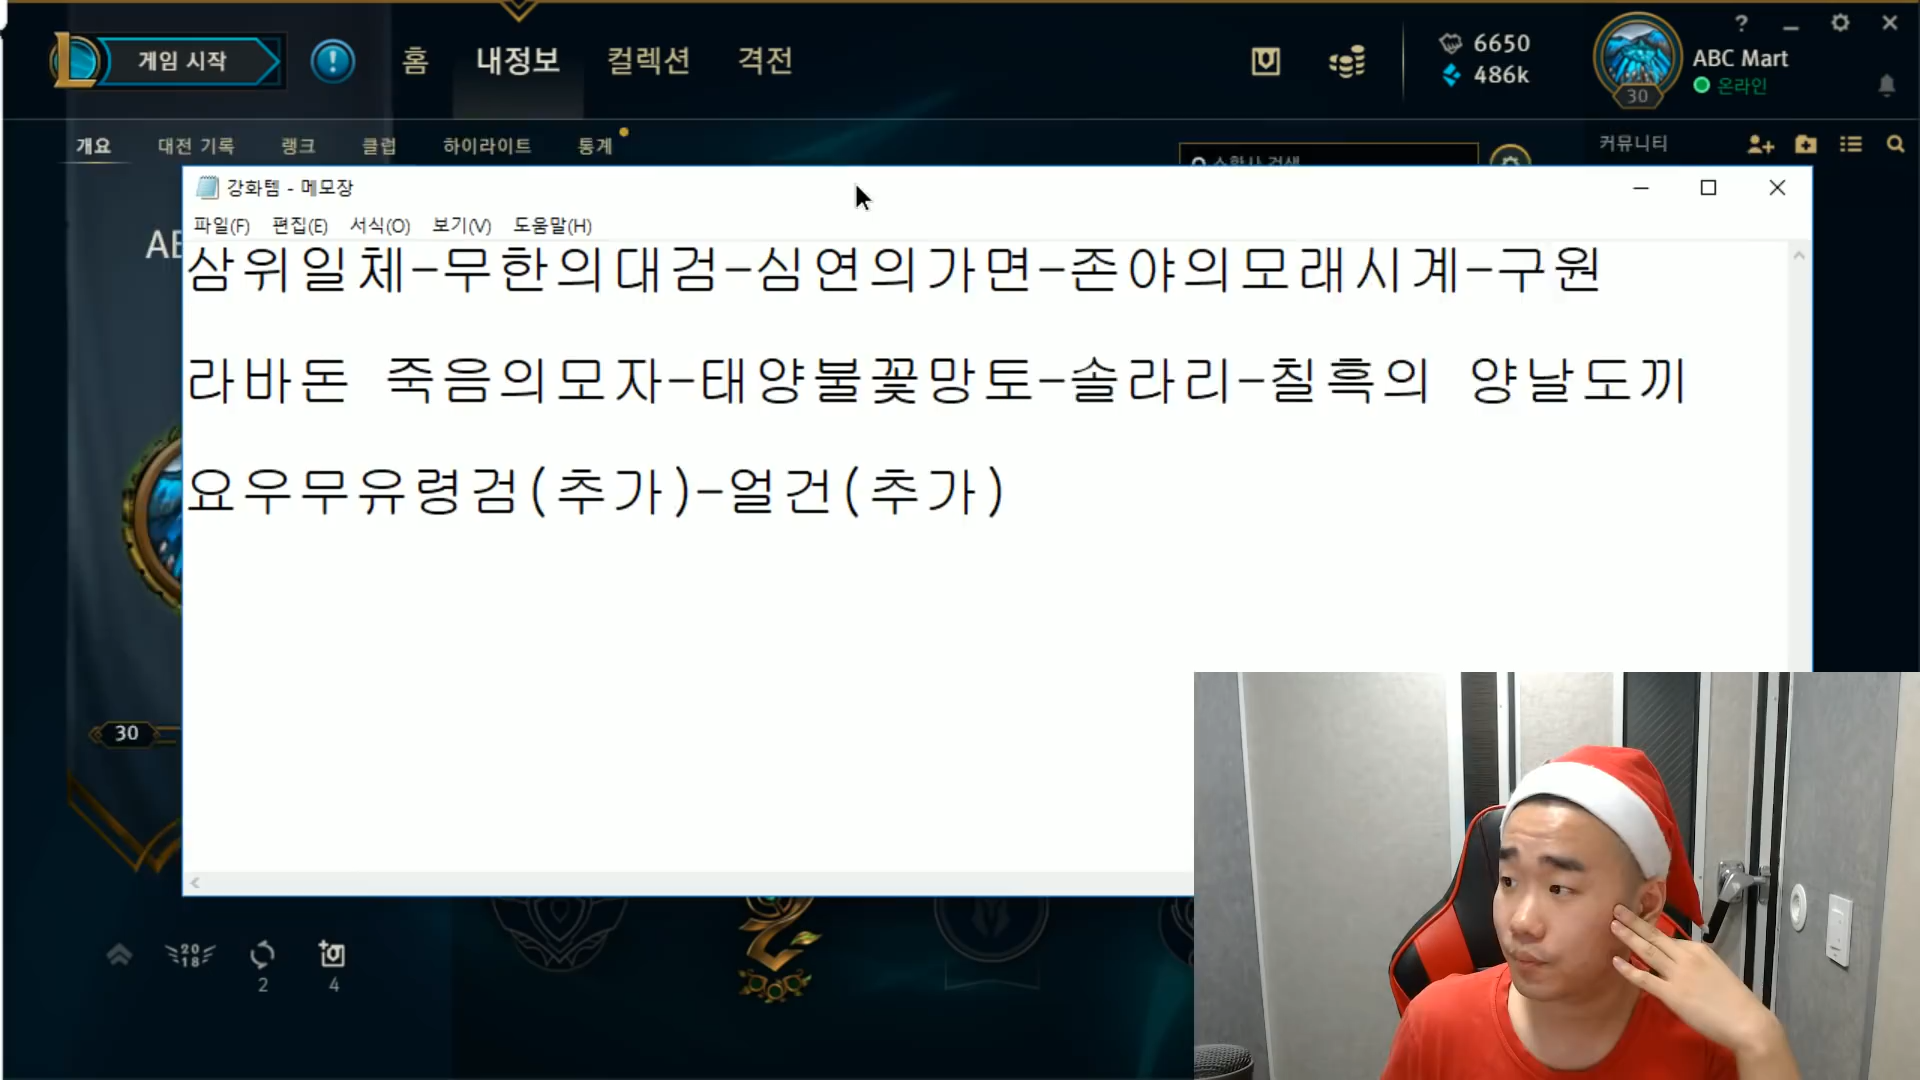 게임 시작
홈
내정보
컬렉션
격전
6650
486k
30
ABC Mart
온라인
개요
대전 기록
랭크
클럽
하이라이트
통계
커뮤니티
강화템 - 메모장
파일(F) 편집(E) 서식(O) 보기(V) 도움말(H)
삼위일체-무한의대검-심연의가면-존야의모래시계-구원
라바돈 죽음의모자-태양불꽃망토-솔라리-칠흑의 양날도끼
요우무유령검(추가)-얼건(추가)
30
2018
2
4